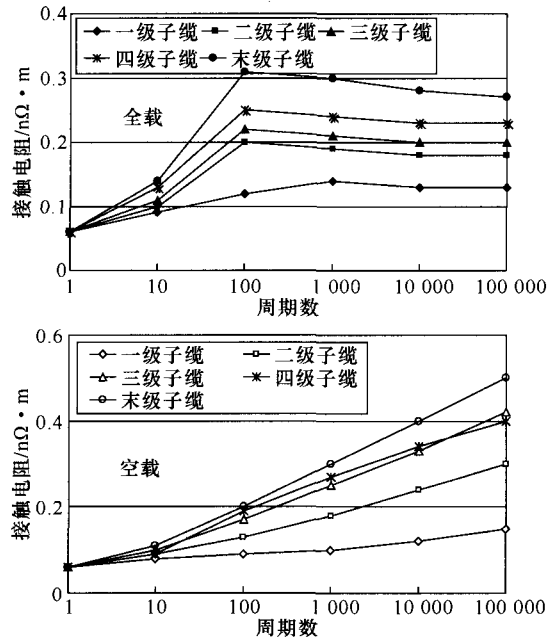 一级子缆 二级子缆 三级子缆
四级子缆 末级子缆
接触电阻/nΩ·m
0.4
0.3
0.2
0.1
0
全载
1 10 100 1 000 10 000 100 000
周期数
一级子缆 二级子缆
三级子缆 四级子缆
末级子缆
接触电阻/nΩ·m
0.6
0.4
0.2
0
空载
1 10 100 1 000 10 000 100 000
周期数